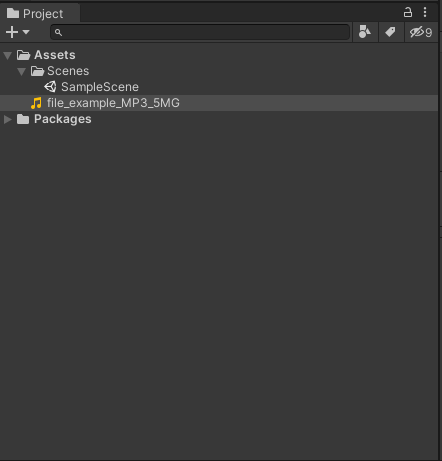 Project
9
Assets
Scenes
SampleScene
file_example_MP3_5MG
Packages